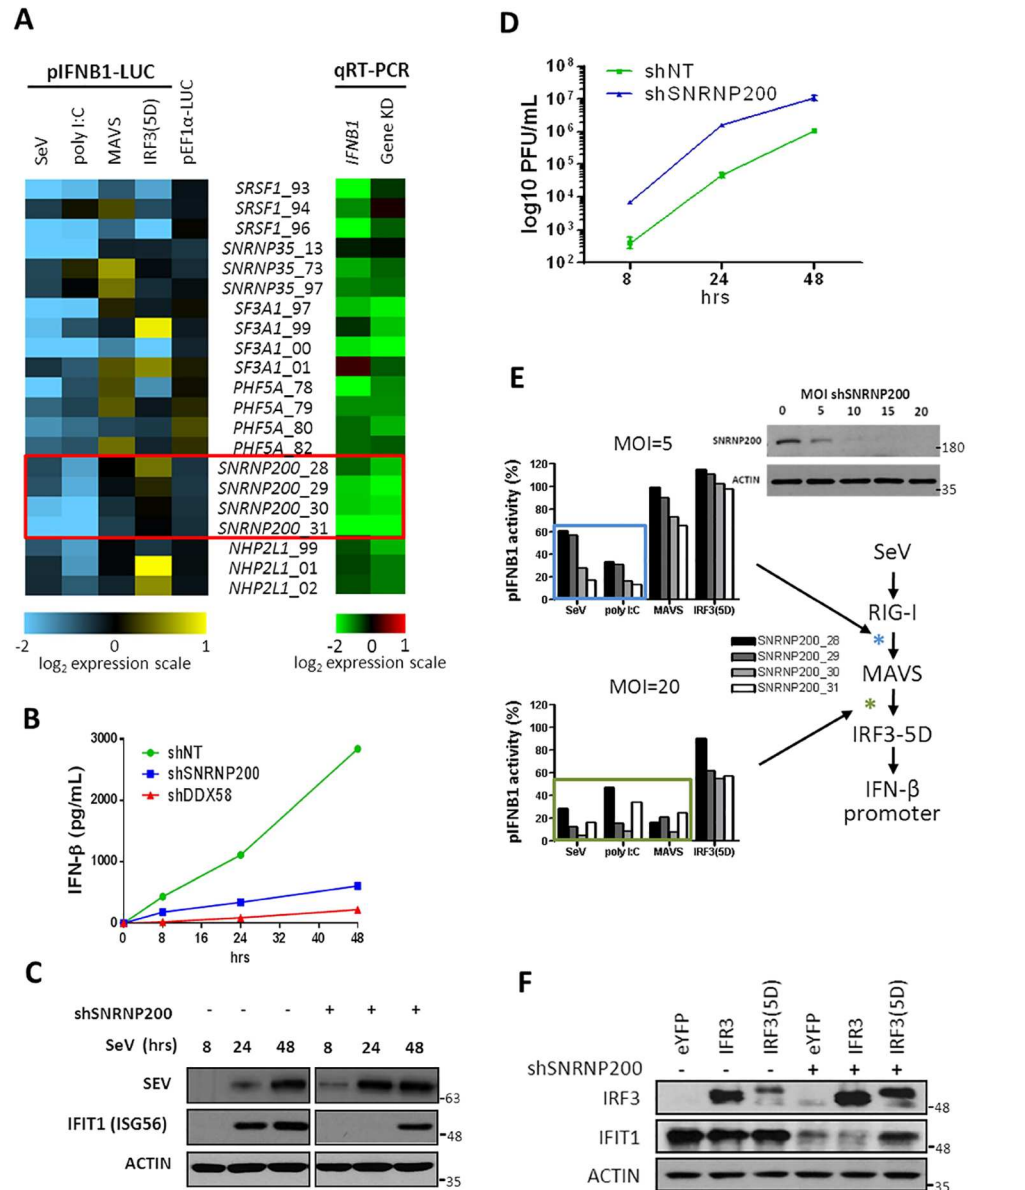 A
pIFNB1-LUC
qRT-PCR
SeV
poly I:C
MAVS
IRF3(5D)
pEF1α-LUC
IFNB1
Gene KD
SRSF1_93
SRSF1_94
SRSF1_96
SNRNP35_13
SNRNP35_73
SNRNP35_97
SF3A1_97
SF3A1_99
SF3A1_00
SF3A1_01
PHF5A_78
PHF5A_79
PHF5A_80
PHF5A_82
SNRNP200_28
SNRNP200_29
SNRNP200_30
SNRNP200_31
NHP2L1_99
NHP2L1_01
NHP2L1_02
-2 0 1
log2 expression scale
-2 0 1
log2 expression scale
B
IFN-β (pg/mL)
3000
2000
1000
0
shNT
shSNRNP200
shDDX58
0 8 16 24 32 40 48
hrs
C
shSNRNP200 - - - + + +
SeV (hrs) 8 24 48 8 24 48
SEV
-63
IFIT1 (ISG56)
-48
ACTIN
-35
D
log10 PFU/mL
10^8
10^7
10^6
10^5
10^4
10^3
10^2
shNT
shSNRNP200
8 24 48
hrs
E
MOI shSNRNP200
0 5 10 15 20
SNRNP200
-180
ACTIN
-35
MOI=5
pIFNB1 activity (%)
120
100
80
60
40
20
0
SeV poly I:C MAVS IRF3(5D)
SNRNP200_28
SNRNP200_29
SNRNP200_30
SNRNP200_31
MOI=20
pIFNB1 activity (%)
120
100
80
60
40
20
0
SeV poly I:C MAVS IRF3(5D)
SeV
RIG-I
*
MAVS
*
IRF3-5D
IFN-β
promoter
F
eYFP
IFR3
IRF3(5D)
eYFP
IFR3
IRF3(5D)
shSNRNP200 - - - + + +
IRF3
-48
IFIT1
-48
ACTIN
-35